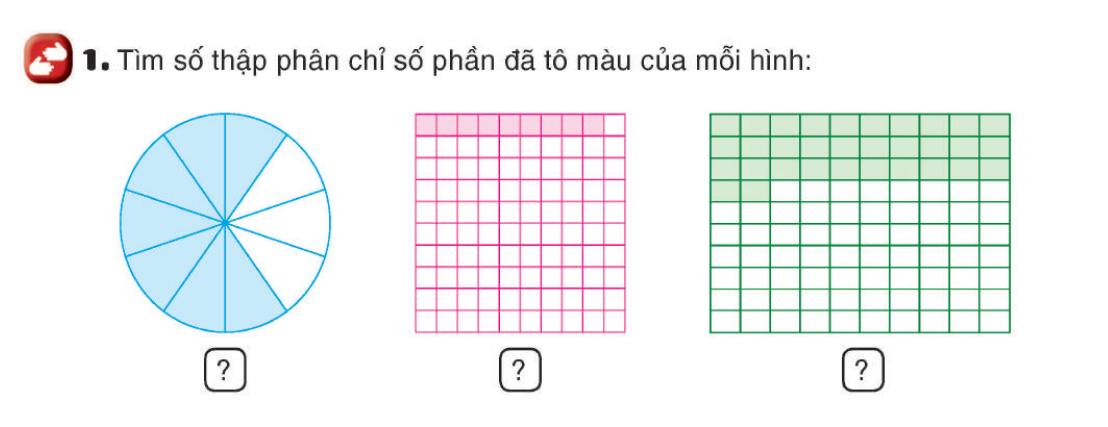 1. Tìm số thập phân chỉ số phần đã tô màu của mỗi hình:
? ? ?